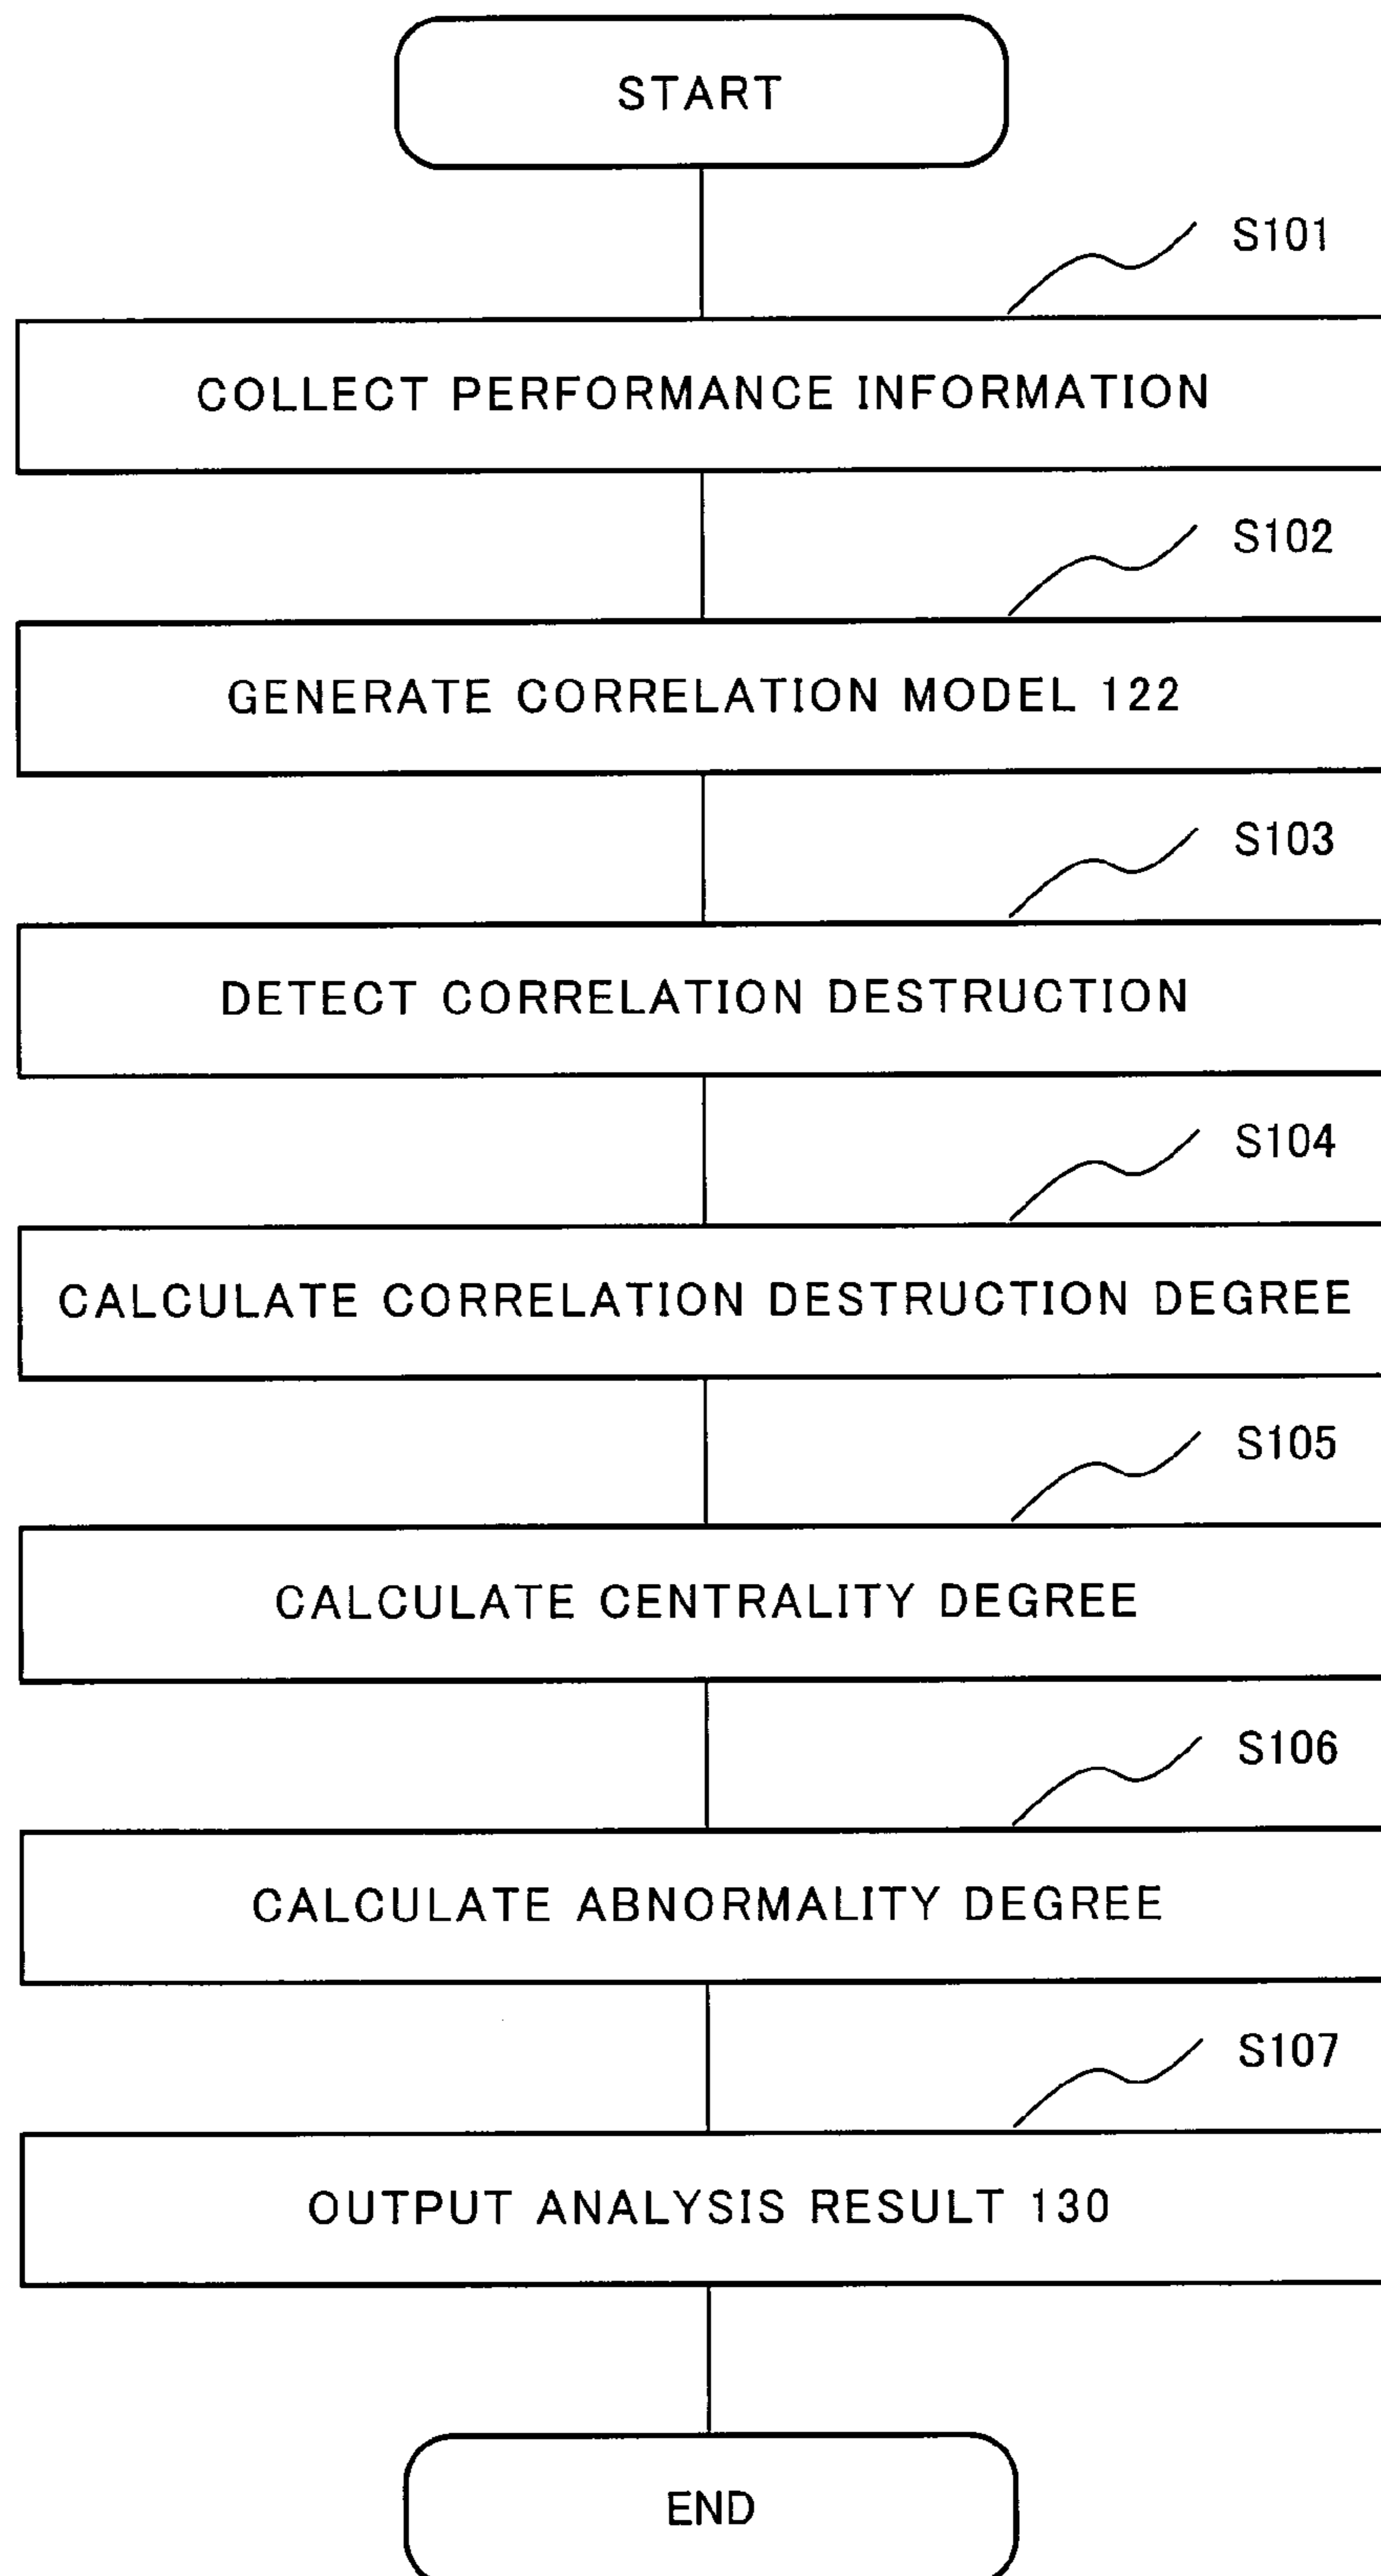 START
S101
COLLECT PERFORMANCE INFORMATION
S102
GENERATE CORRELATION MODEL 122
S103
DETECT CORRELATION DESTRUCTION
S104
CALCULATE CORRELATION DESTRUCTION DEGREE
S105
CALCULATE CENTRALITY DEGREE
S106
CALCULATE ABNORMALITY DEGREE
S107
OUTPUT ANALYSIS RESULT 130
END